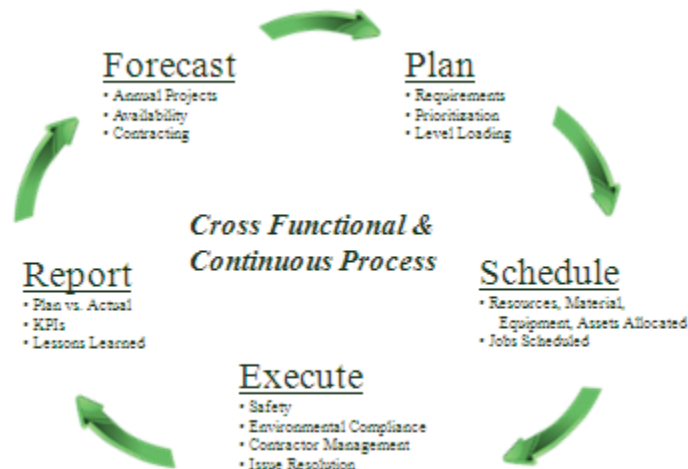 Forecast
• Annual Projects
• Availability
• Contracting
Plan
• Requirements
• Prioritization
• Level Loading
Cross Functional &
Continuous Process
Schedule
• Resources, Material,
Equipment, Assets Allocated
• Jobs Scheduled
Report
• Plan vs. Actual
• KPIs
• Lessons Learned
Execute
• Safety
• Environmental Compliance
• Contractor Management
• Issue Resolution